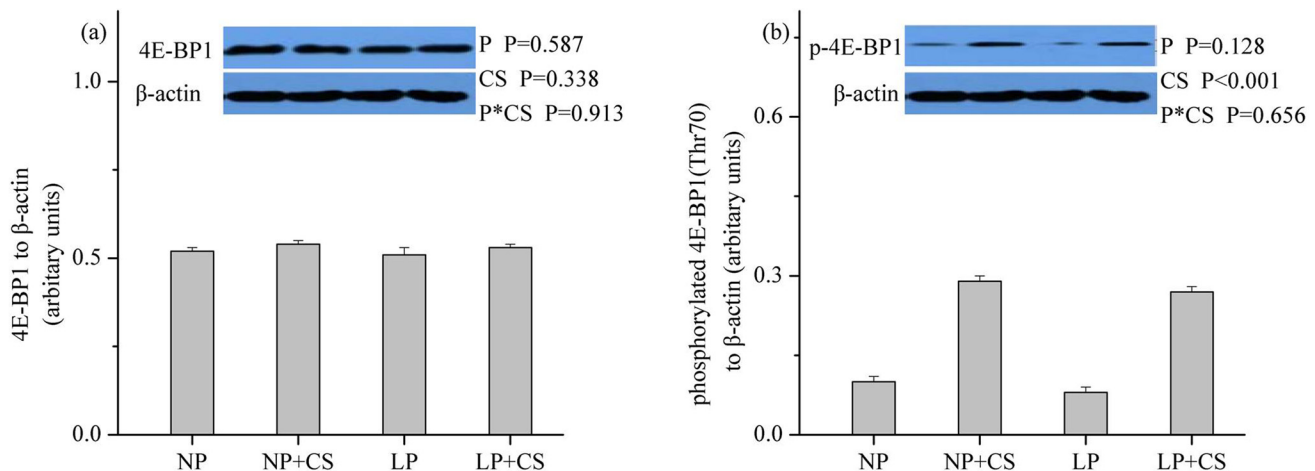 (a)
4E-BP1
P P=0.587
CS P=0.338
β-actin
P*CS P=0.913
1.0
0.5
0.0
4E-BP1 to β-actin
(arbitary units)
NP
NP+CS
LP
LP+CS
(b)
p-4E-BP1
P P=0.128
CS P<0.001
β-actin
P*CS P=0.656
0.6
0.3
0.0
phosphorylated 4E-BP1(Thr70)
to β-actin (arbitary units)
NP
NP+CS
LP
LP+CS